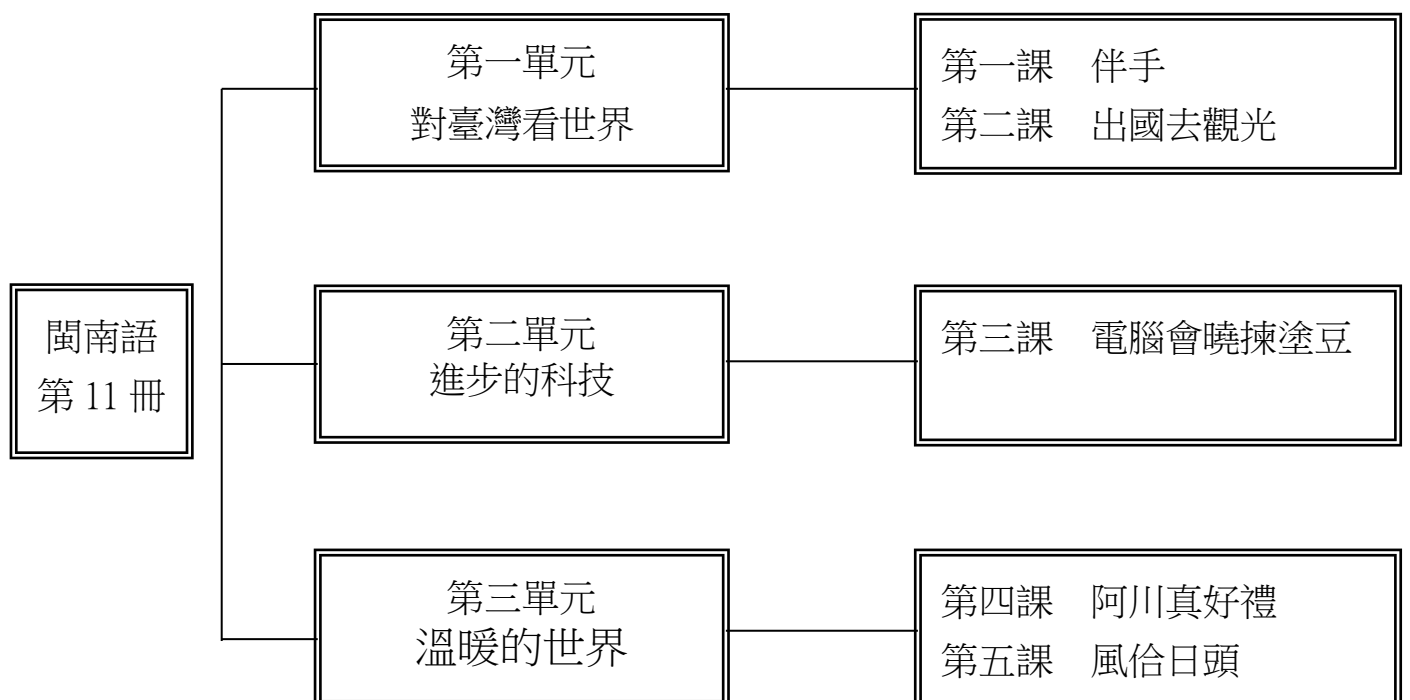 閩南語
第 11 冊
第一單元
對臺灣看世界
第一課　伴手
第二課　出國去觀光
第二單元
進步的科技
第三課　電腦會曉揀塗豆
第三單元
溫暖的世界
第四課　阿川真好禮
第五課　風佮日頭